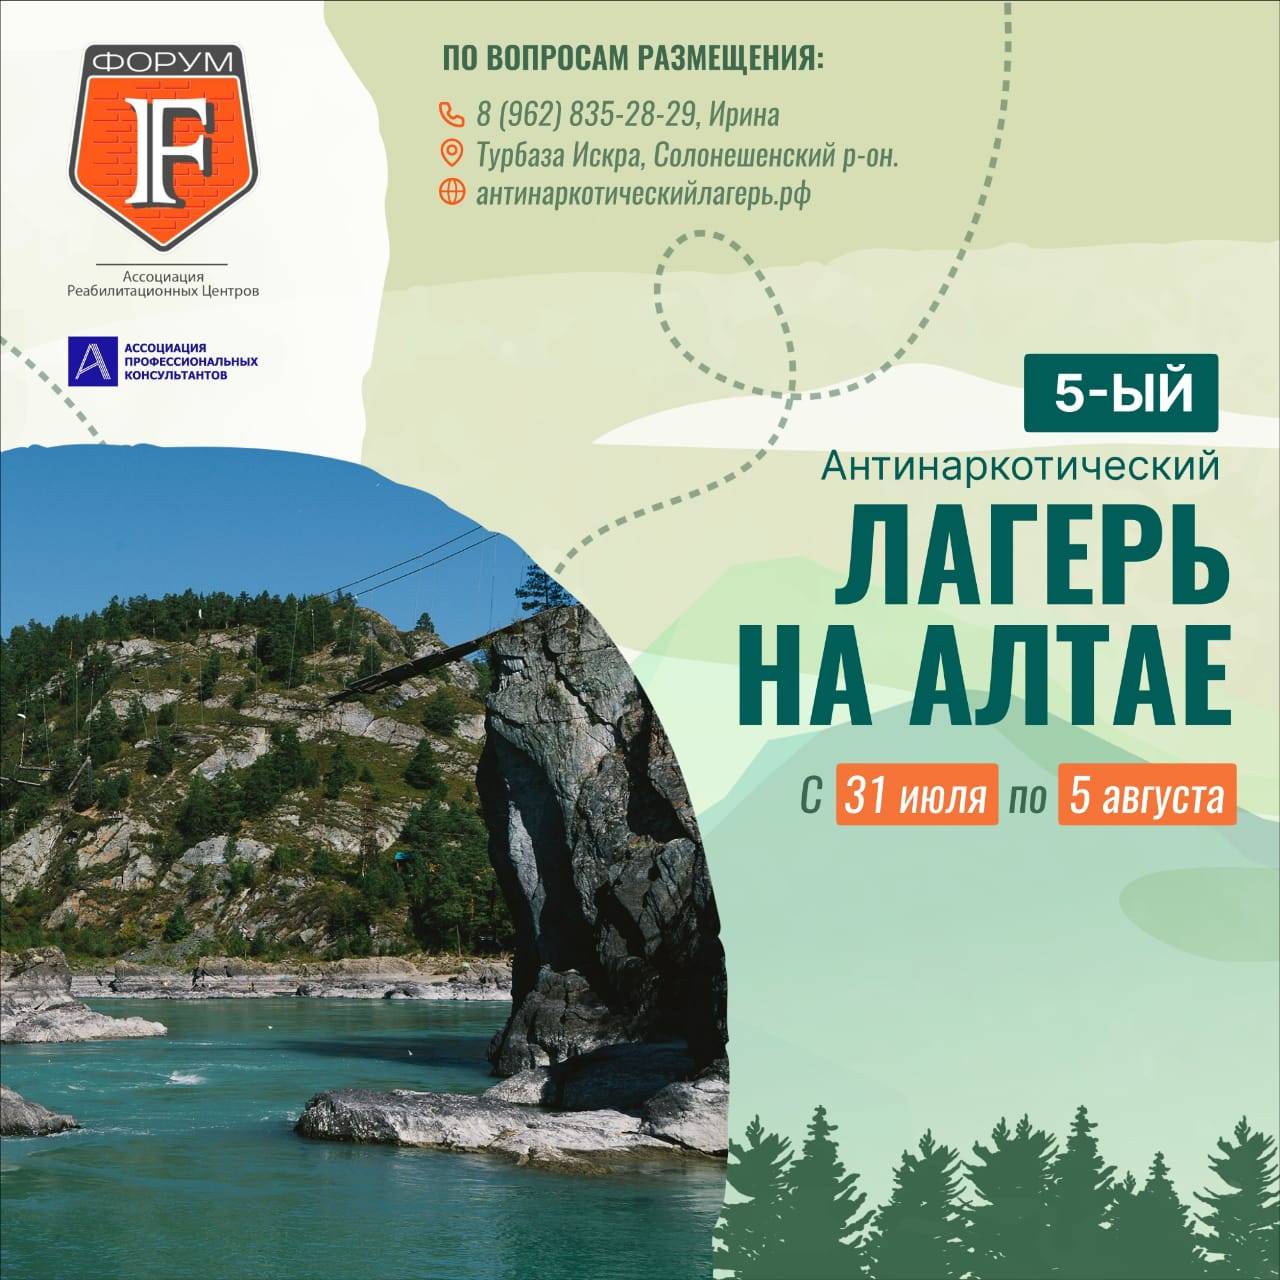 ФОРУМ
F
Ассоциация
Реабилитационных Центров
А
АССОЦИАЦИЯ
ПРОФЕССИОНАЛЬНЫХ
КОНСУЛЬТАНТОВ
ПО ВОПРОСАМ РАЗМЕЩЕНИЯ:
8 (962) 835-28-29, Ирина
Турбаза Искра, Солонешенский р-он.
антинаркотическийлагерь.рф
5-ЫЙ
Антинаркотический
ЛАГЕРЬ
НА АЛТАЕ
С 31 июля по 5 августа